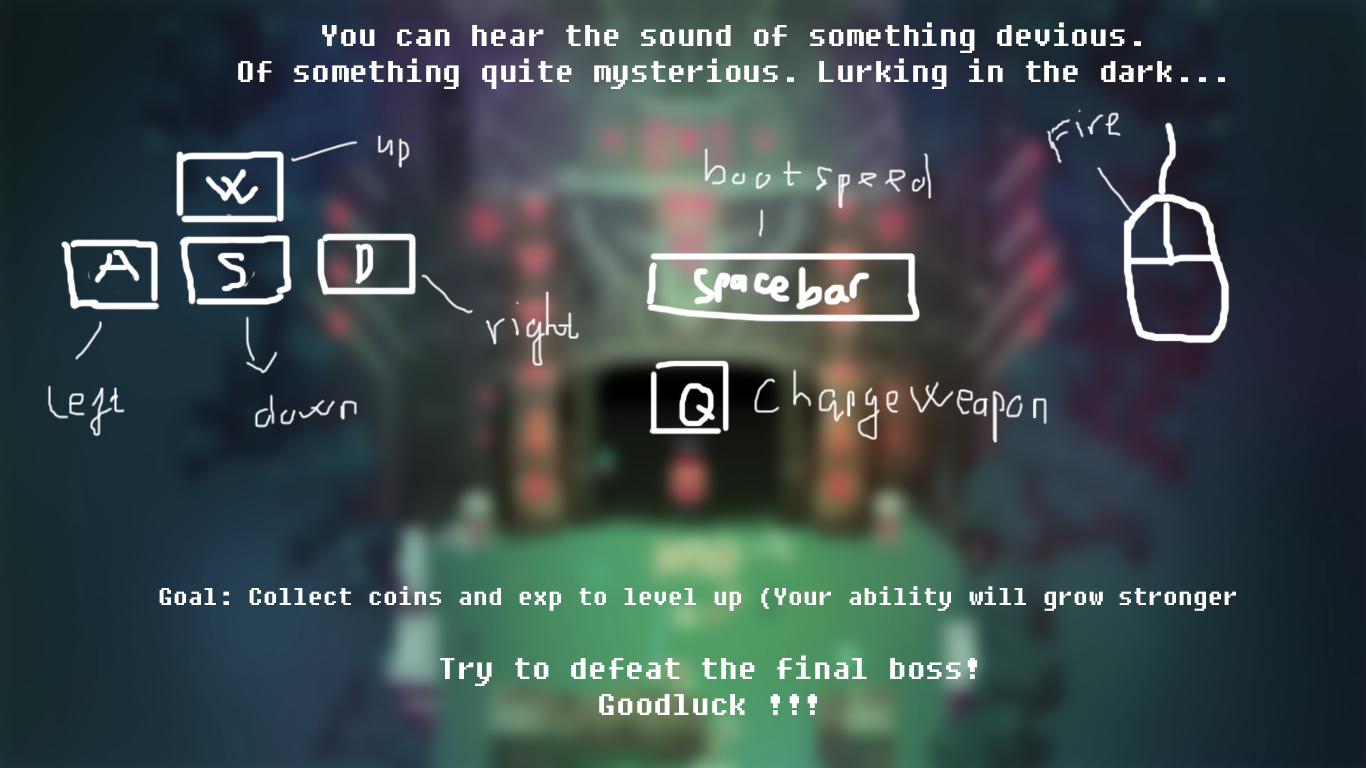 You can hear the sound of something devious.
Of something quite mysterious. Lurking in the dark...
Fire
up
bootspeed
W
A
S
D
spacebar
right
left
down
Q
Change weapon
Goal: Collect coins and exp to level up (Your ability will grow stronger
Try to defeat the final boss!
Goodluck !!!